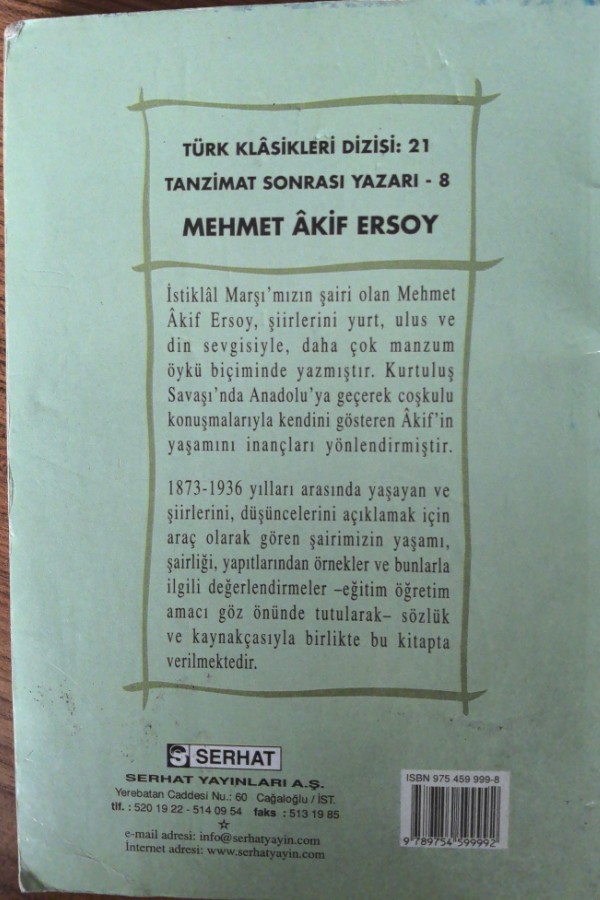 TÜRK KLÂSİKLERİ DİZİSİ: 21
TANZİMAT SONRASI YAZARI - 8
MEHMET ÂKİF ERSOY
İstiklâl Marşı'mızın şairi olan Mehmet
Âkif Ersoy, şiirlerini yurt, ulus ve
din sevgisiyle, daha çok manzum
öykü biçiminde yazmıştır. Kurtuluş
Savaşı'nda Anadolu'ya geçerek coşkulu
konuşmalarıyla kendini gösteren Âkif'in
yaşamını inançları yönlendirmiştir.
1873-1936 yılları arasında yaşayan ve
şiirlerini, düşüncelerini açıklamak için
araç olarak gören şairimizin yaşamı,
şairliği, yapıtlarından örnekler ve bunlarla
ilgili değerlendirmeler –eğitim öğretim
amacı göz önünde tutularak– sözlük
ve kaynakçasıyla birlikte bu kitapta
verilmektedir.
S SERHAT
SERHAT YAYINLARI A.Ş.
Yerebatan Caddesi Nu.: 60 Cağaloğlu / İST.
tlf. : 520 19 22 - 514 09 54 faks : 513 19 85
e-mail adresi: info@serhatyayin.com
İnternet adresi: www.serhatyayin.com
ISBN 975 459 999-8
9 789754 599992